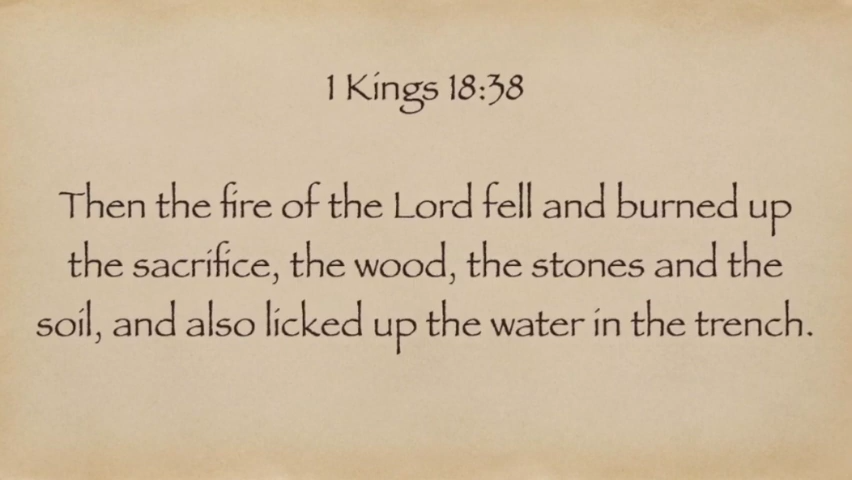 1 Kings 18:38
Then the fire of the Lord fell and burned up
the sacrifice, the wood, the stones and the
soil, and also licked up the water in the trench.